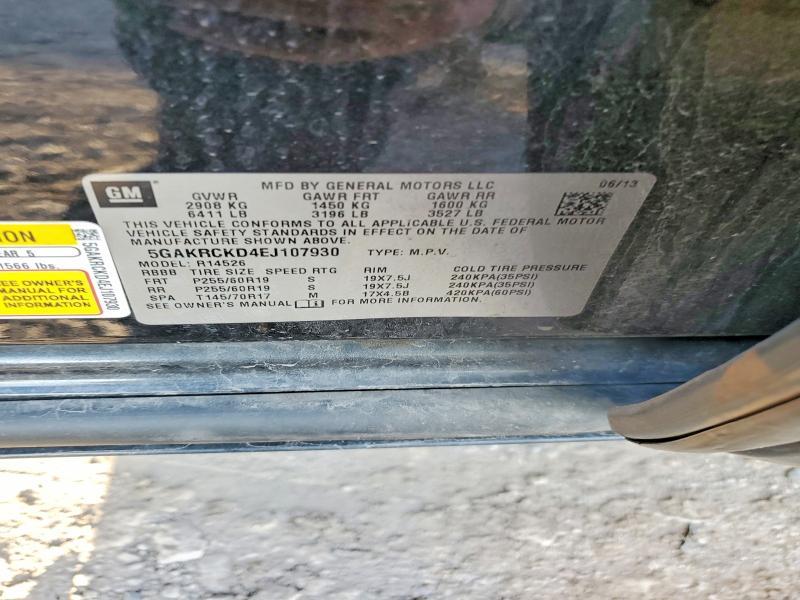 GM
MFD BY GENERAL MOTORS LLC
06/13
GVWR GAWR FRT GAWR RR
2908 KG 1450 KG 1600 KG
6411 LB 3196 LB 3527 LB
THIS VEHICLE CONFORMS TO ALL APPLICABLE U.S. FEDERAL MOTOR
VEHICLE SAFETY STANDARDS IN EFFECT ON THE DATE OF
MANUFACTURE SHOWN ABOVE.
5GAKRCKD4EJ107930 TYPE: M.P.V.
MODEL: R14526
RBBB TIRE SIZE SPEED RTG RIM COLD TIRE PRESSURE
FRT P255/60R19 S 19X7.5J 240KPA(35PSI)
RR P255/60R19 S 19X7.5J 240KPA(35PSI)
SPA T145/70R17 M 17X4.5B 420KPA(60PSI)
SEE OWNER'S MANUAL FOR MORE INFORMATION.
ION
EAR 5
1566 lbs.
SEE OWNER'S
MANUAL FOR
ADDITIONAL
INFORMATION
5GAKRCKD4EJ107930